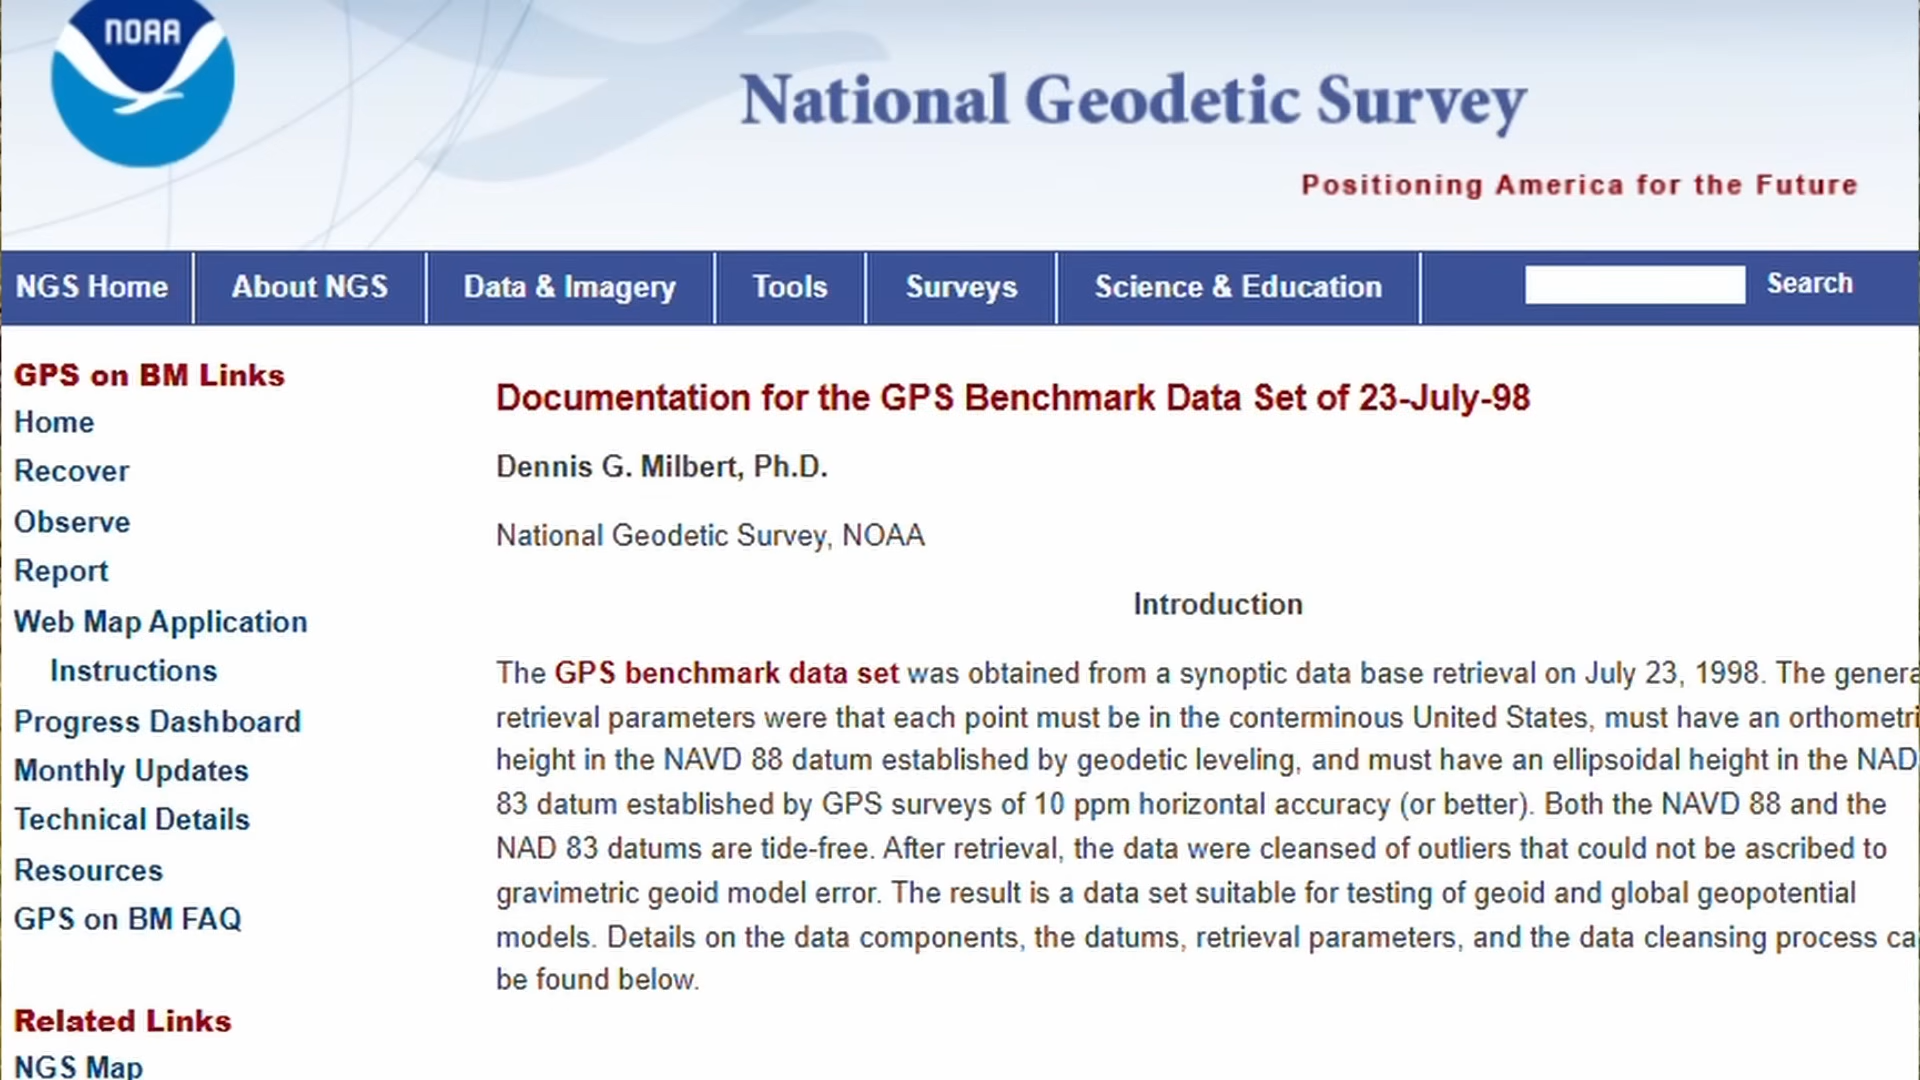 NOAA
National Geodetic Survey
Positioning America for the Future
NGS Home About NGS Data & Imagery Tools Surveys Science & Education Search
GPS on BM Links
Home
Recover
Observe
Report
Web Map Application
Instructions
Progress Dashboard
Monthly Updates
Technical Details
Resources
GPS on BM FAQ
Related Links
NGS Map
Documentation for the GPS Benchmark Data Set of 23-July-98
Dennis G. Milbert, Ph.D.
National Geodetic Survey, NOAA
Introduction
The GPS benchmark data set was obtained from a synoptic data base retrieval on July 23, 1998. The genera
retrieval parameters were that each point must be in the conterminous United States, must have an orthometri
height in the NAVD 88 datum established by geodetic leveling, and must have an ellipsoidal height in the NAD
83 datum established by GPS surveys of 10 ppm horizontal accuracy (or better). Both the NAVD 88 and the
NAD 83 datums are tide-free. After retrieval, the data were cleansed of outliers that could not be ascribed to
gravimetric geoid model error. The result is a data set suitable for testing of geoid and global geopotential
models. Details on the data components, the datums, retrieval parameters, and the data cleansing process ca
be found below.